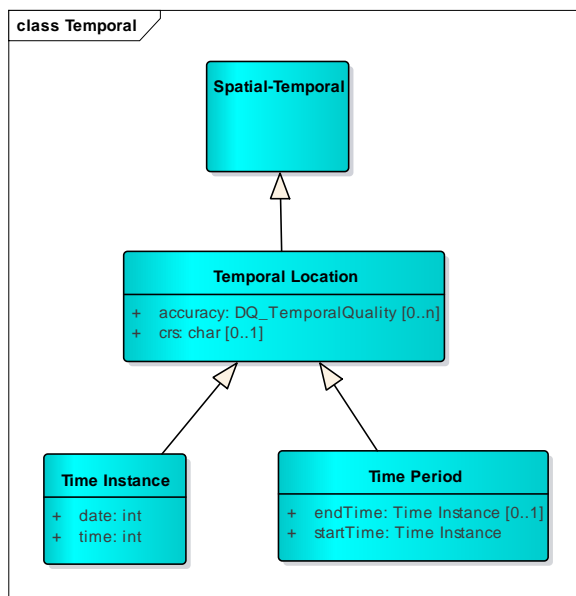 class Temporal
Spatial-Temporal
Temporal Location
+ accuracy: DQ_TemporalQuality [0..n]
+ crs: char [0..1]
Time Instance
+ date: int
+ time: int
Time Period
+ endTime: Time Instance [0..1]
+ startTime: Time Instance